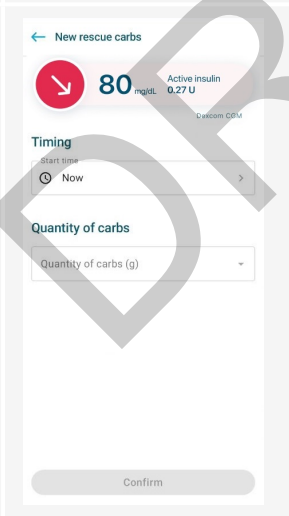 New rescue carbs
80 mg/dL
Active insulin
0.27 U
Dexcom CGM
Timing
Start time
Now
Quantity of carbs
Quantity of carbs (g)
Confirm